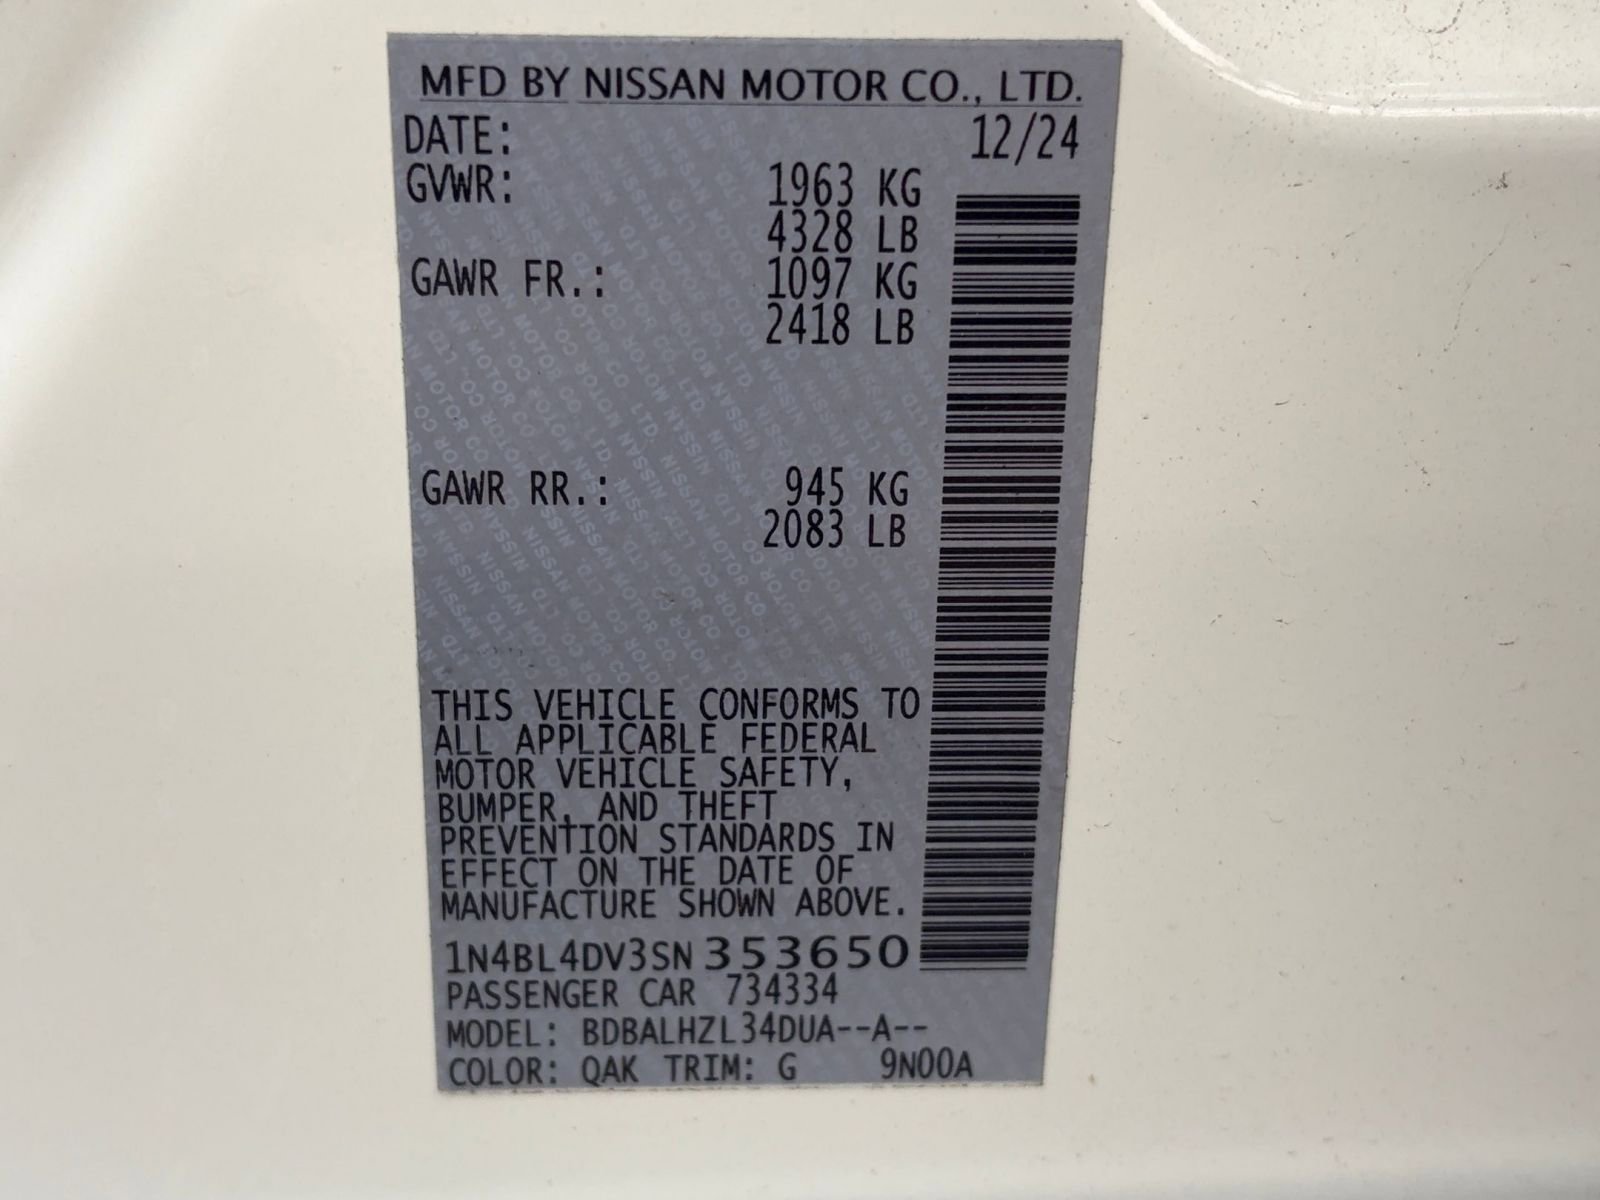 MFD BY NISSAN MOTOR CO., LTD.
DATE: 12/24
GVWR: 1963 KG
4328 LB
GAWR FR.: 1097 KG
2418 LB
GAWR RR.: 945 KG
2083 LB
THIS VEHICLE CONFORMS TO
ALL APPLICABLE FEDERAL
MOTOR VEHICLE SAFETY,
BUMPER, AND THEFT
PREVENTION STANDARDS IN
EFFECT ON THE DATE OF
MANUFACTURE SHOWN ABOVE.
1N4BL4DV3SN353650
PASSENGER CAR 734334
MODEL: BDBALHZL34DUA--A--
COLOR: QAK TRIM: G 9N00A